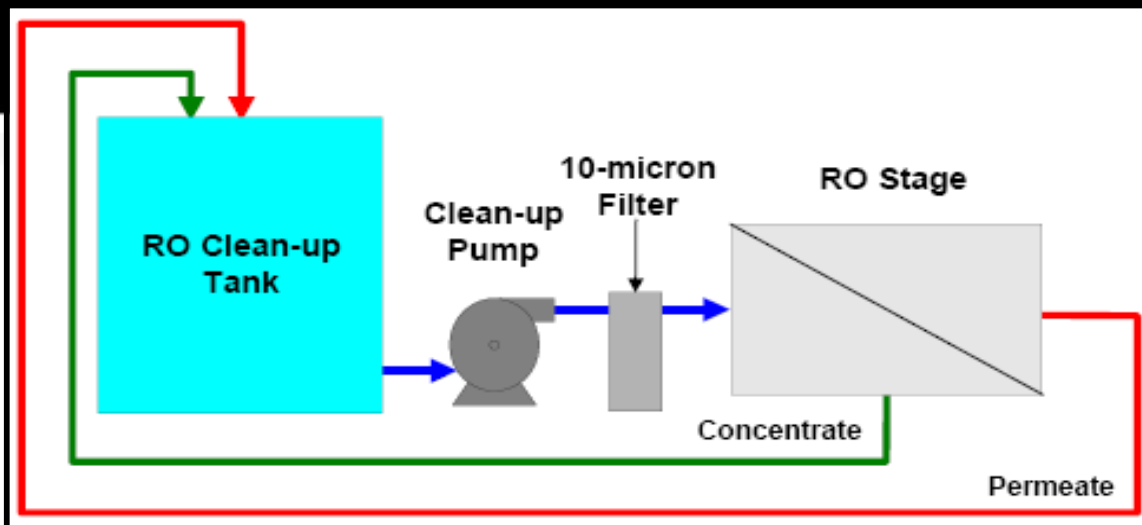 RO Clean-up
Tank
Clean-up
Pump
10-micron
Filter
RO Stage
Concentrate
Permeate